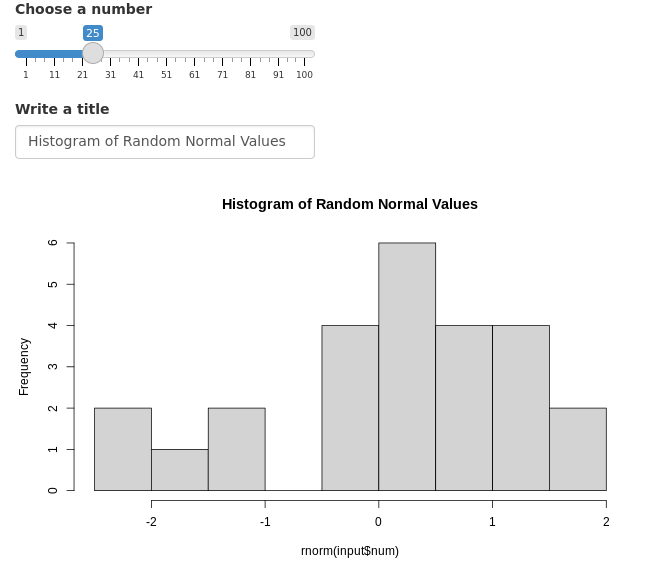 Choose a number
1 25 100
1 11 21 31 41 51 61 71 81 91 100
Write a title
Histogram of Random Normal Values
Histogram of Random Normal Values
6
5
4
3
2
1
0
Frequency
-2 -1 0 1 2
rnorm(input$num)